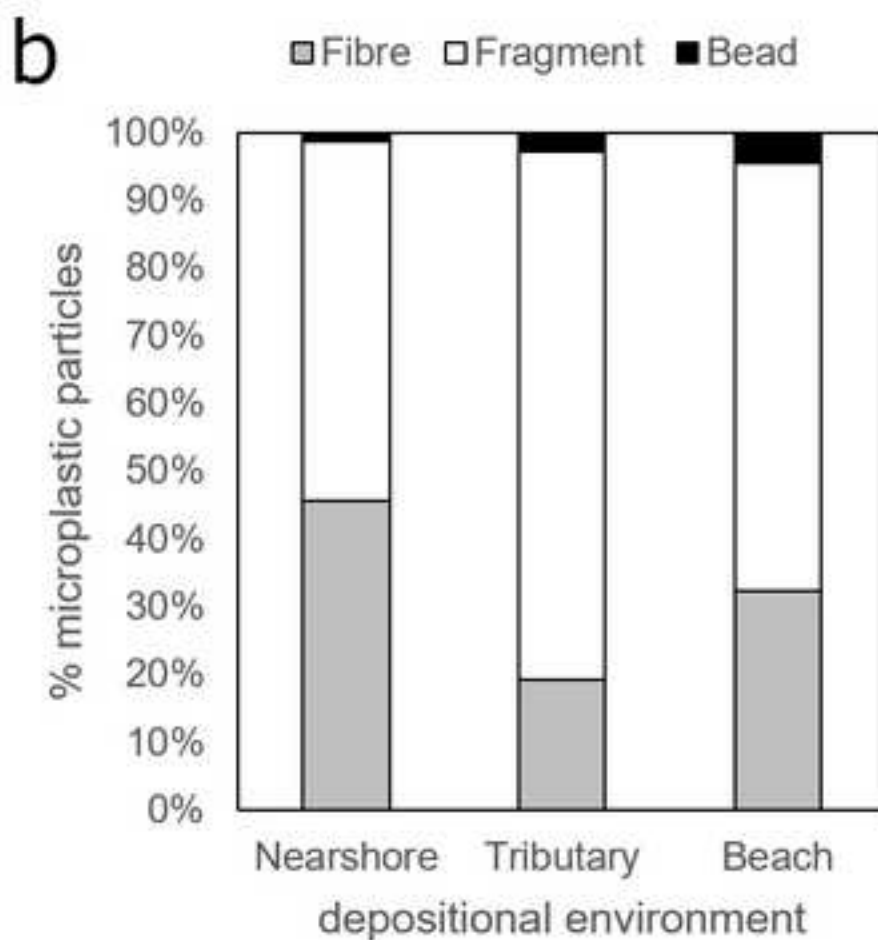 b
Fibre Fragment Bead
100%
90%
80%
70%
60%
50%
40%
30%
20%
10%
0%
% microplastic particles
Nearshore Tributary Beach
depositional environment